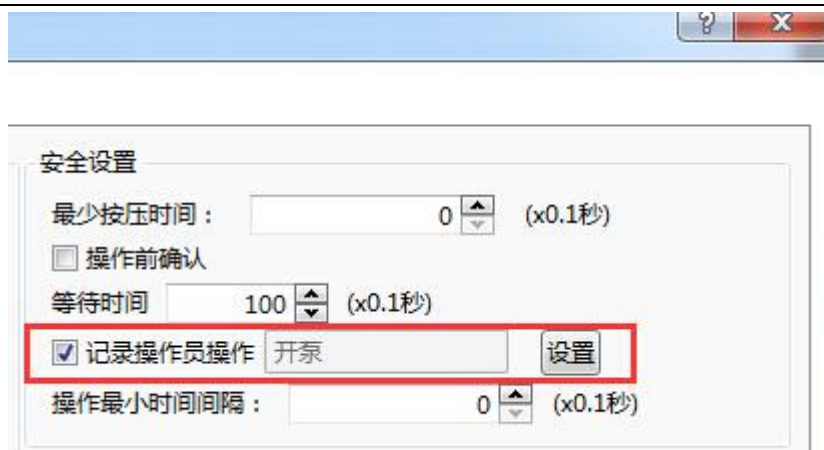 安全设置
最少按压时间： 0 (x0.1秒)
操作前确认
等待时间 100 (x0.1秒)
记录操作员操作 开泵 设置
操作最小时间间隔： 0 (x0.1秒)